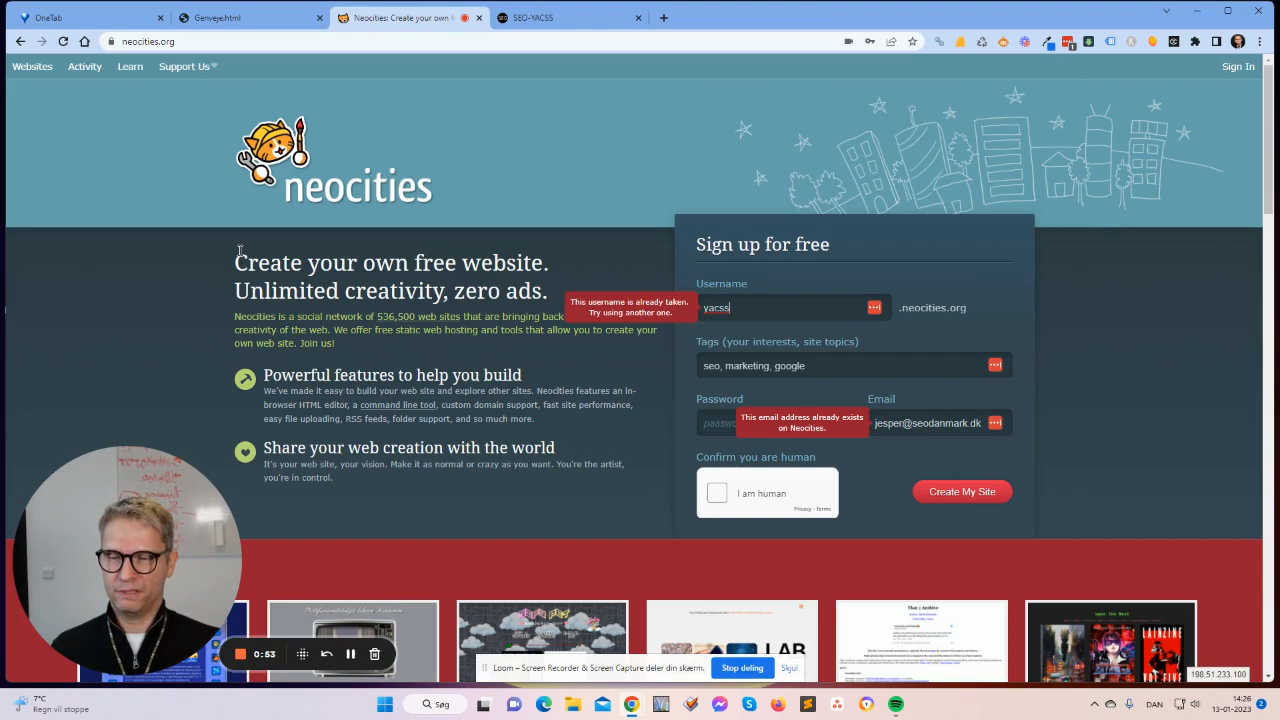 OneTab
Genveje.html
Neocities: Create your own f
SEO-YACSS
neocities.org
Websites
Activity
Learn
Support Us
Sign In
neocities
Create your own free website.
Unlimited creativity, zero ads.
Neocities is a social network of 536,500 web sites that are bringing back
creativity of the web. We offer free static web hosting and tools that allow you to create your
own web site. Join us!
Powerful features to help you build
We've made it easy to build your web site and explore other sites. Neocities features an in-
browser HTML editor, a command line tool, custom domain support, fast site performance,
easy file uploading, RSS feeds, folder support, and so much more.
Share your web creation with the world
It's your web site, your vision. Make it as normal or crazy as you want. You're the artist,
you're in control.
Sign up for free
Username
This username is already taken.
Try using another one.
yacss
.neocities.org
Tags (your interests, site topics)
seo, marketing, google
Password
Email
This email address already exists
on Neocities.
jesper@seodanmark.dk
Confirm you are human
I am human
Privacy - Terms
Create My Site
That's Archive
LAB
MAINZINE
0:53
Recorder & Screen Capture
din skærm.
Stop deling
Skjul
198.51.233.100
Regn vil stoppe
Søg
DAN
14:26
13-01-2023